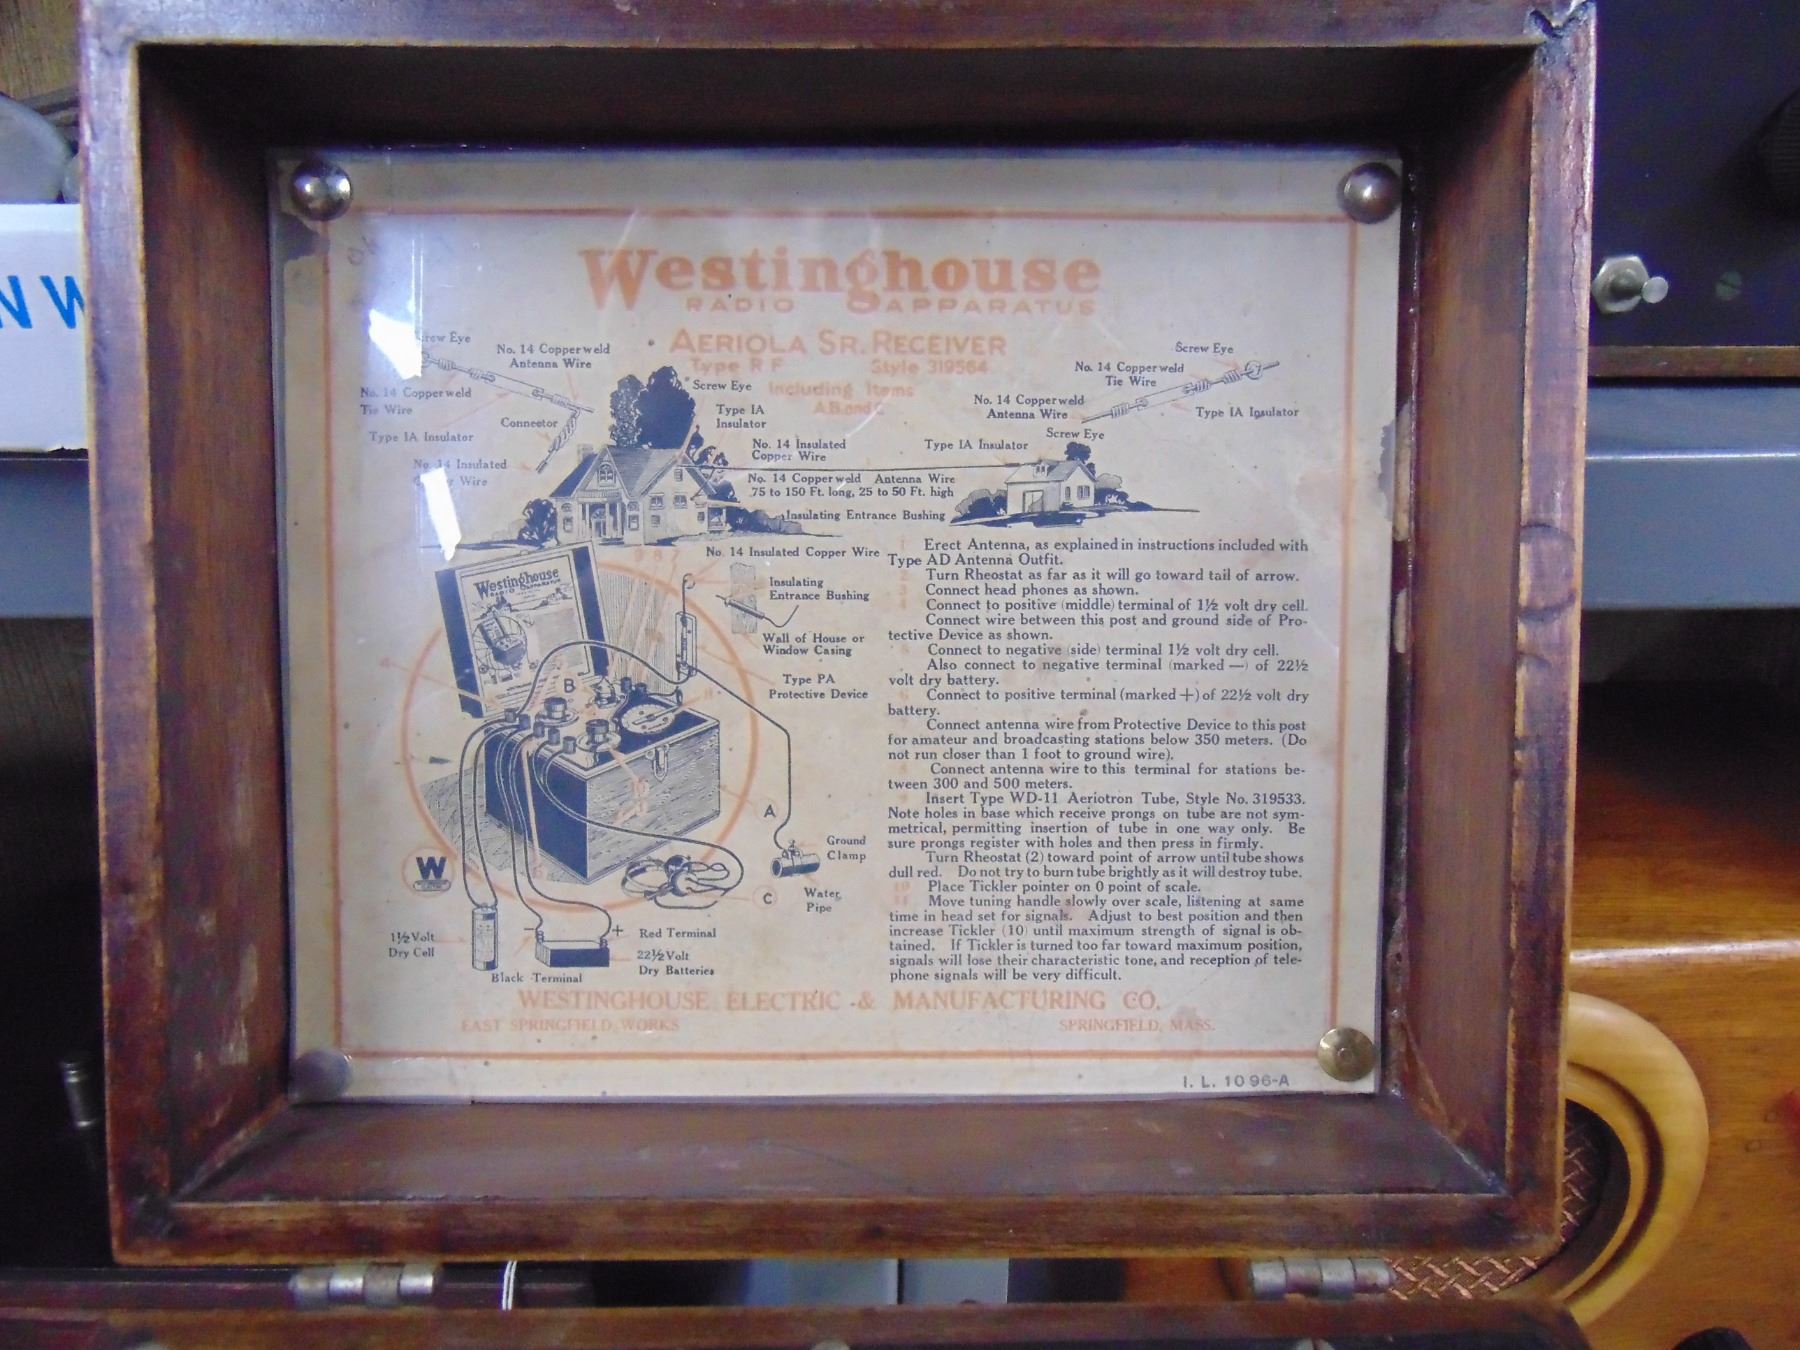 NW
Westinghouse
RADIO APPARATUS
AERIOLA SR. RECEIVER
Type R F Style 319564
Including Items
A.B. and C
Screw Eye
No. 14 Copperweld
Antenna Wire
No. 14 Copperweld
Tie Wire
Connector
Type IA Insulator
No. 14 Insulated
Wire
Screw Eye
Type IA
Insulator
No. 14 Insulated
Copper Wire
No. 14 Copperweld Antenna Wire
75 to 150 Ft. long, 25 to 50 Ft. high
Insulating Entrance Bushing
Screw Eye
No. 14 Copperweld
Tie Wire
No. 14 Copperweld
Antenna Wire
Type IA Insulator
Type IA Insulator
Screw Eye
9 8 7
No. 14 Insulated Copper Wire
Westinghouse
RADIO APPARATUS
Insulating
Entrance Bushing
Wall of House or
Window Casing
Type PA
Protective Device
4
B
11
10
A
Ground
Clamp
W
C
Water
Pipe
1½ Volt
Dry Cell
- +
Red Terminal
22½ Volt
Dry Batteries
Black Terminal
1 Erect Antenna, as explained in instructions included with
Type AD Antenna Outfit.
2 Turn Rheostat as far as it will go toward tail of arrow.
3 Connect head phones as shown.
4 Connect to positive (middle) terminal of 1½ volt dry cell.
Connect wire between this post and ground side of Pro-
tective Device as shown.
5 Connect to negative (side) terminal 1½ volt dry cell.
Also connect to negative terminal (marked —) of 22½
volt dry battery.
6 Connect to positive terminal (marked +) of 22½ volt dry
battery.
Connect antenna wire from Protective Device to this post
for amateur and broadcasting stations below 350 meters. (Do
not run closer than 1 foot to ground wire).
8 Connect antenna wire to this terminal for stations be-
tween 300 and 500 meters.
Insert Type WD-11 Aeriotron Tube, Style No. 319533.
Note holes in base which receive prongs on tube are not sym-
metrical, permitting insertion of tube in one way only. Be
sure prongs register with holes and then press in firmly.
Turn Rheostat (2) toward point of arrow until tube shows
dull red. Do not try to burn tube brightly as it will destroy tube.
10 Place Tickler pointer on 0 point of scale.
11 Move tuning handle slowly over scale, listening at same
time in head set for signals. Adjust to best position and then
increase Tickler (10) until maximum strength of signal is ob-
tained. If Tickler is turned too far toward maximum position,
signals will lose their characteristic tone, and reception of tele-
phone signals will be very difficult.
WESTINGHOUSE ELECTRIC & MANUFACTURING CO.
EAST SPRINGFIELD WORKS SPRINGFIELD, MASS.
I. L. 1096-A